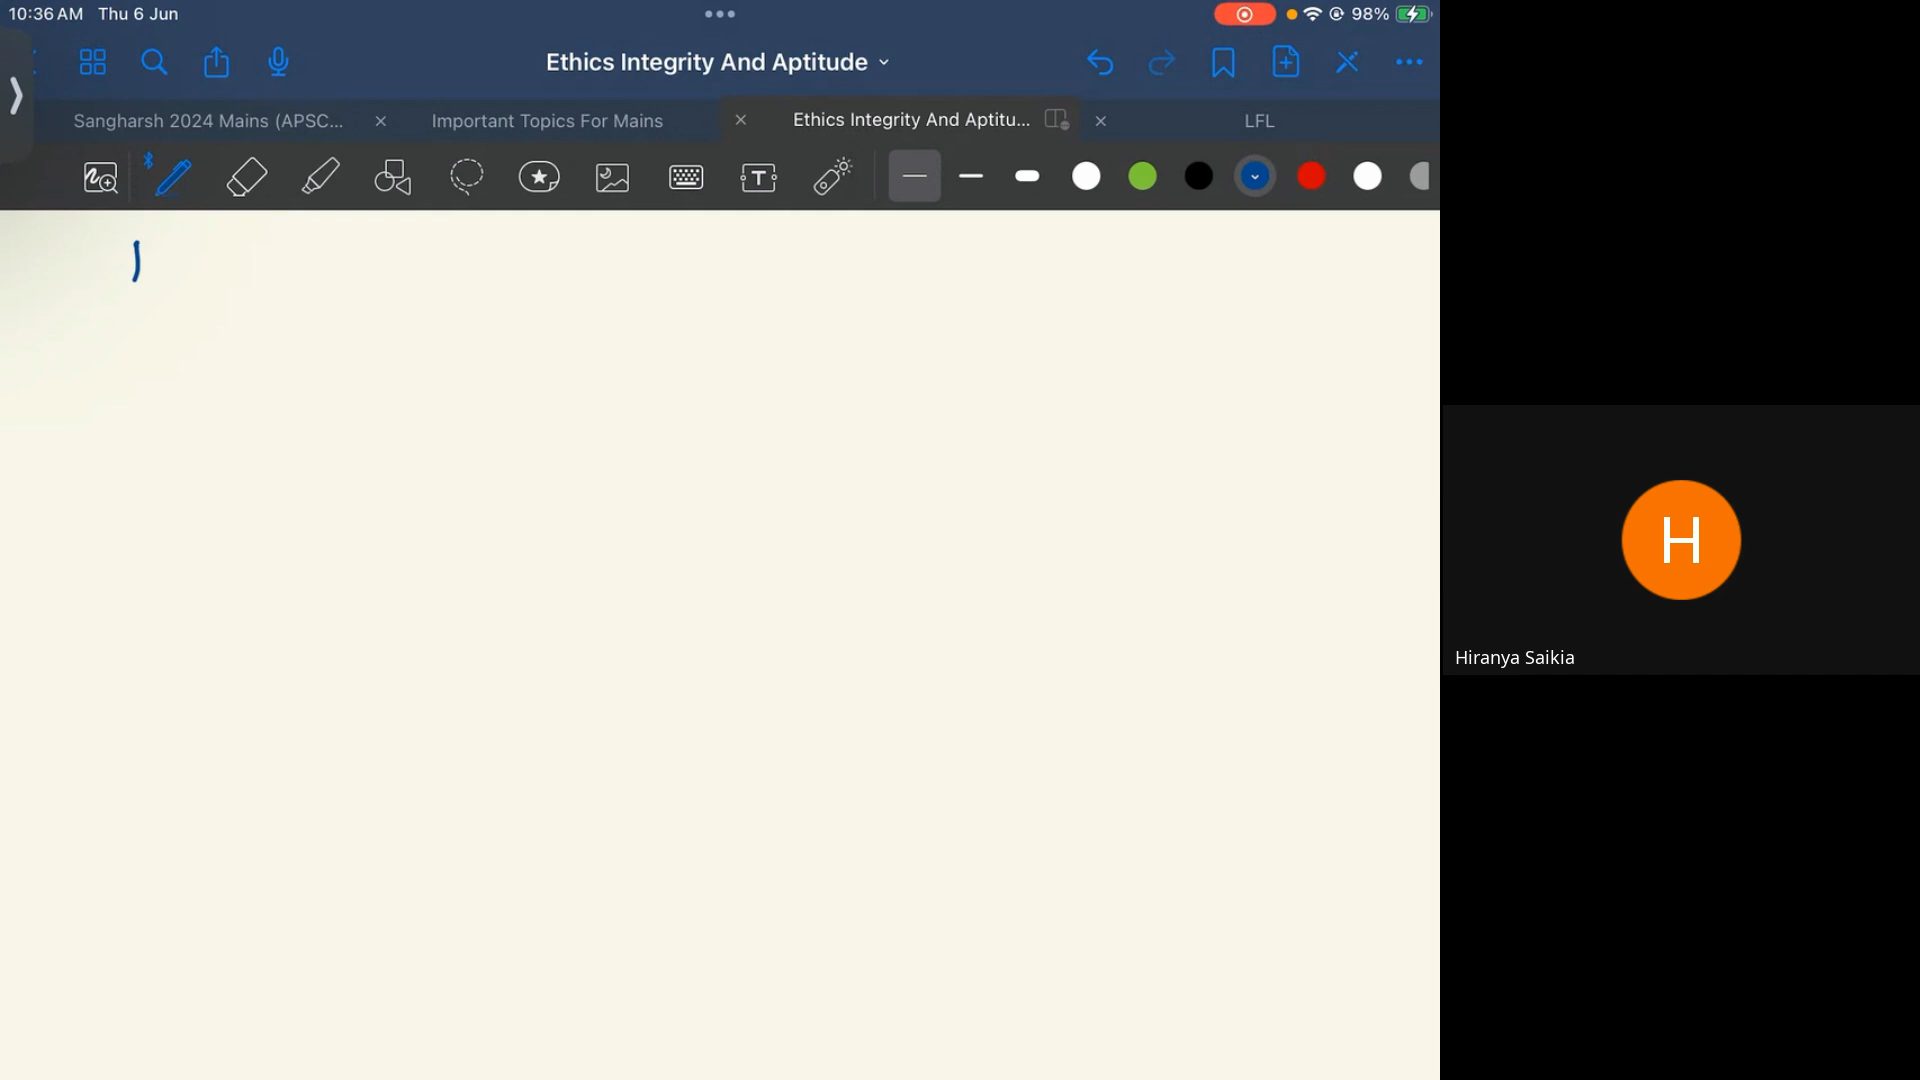 10:36 AM Thu 6 Jun
98%
Ethics Integrity And Aptitude
Sangharsh 2024 Mains (APSC...
Important Topics For Mains
Ethics Integrity And Aptitu...
LFL
T
H
Hiranya Saikia